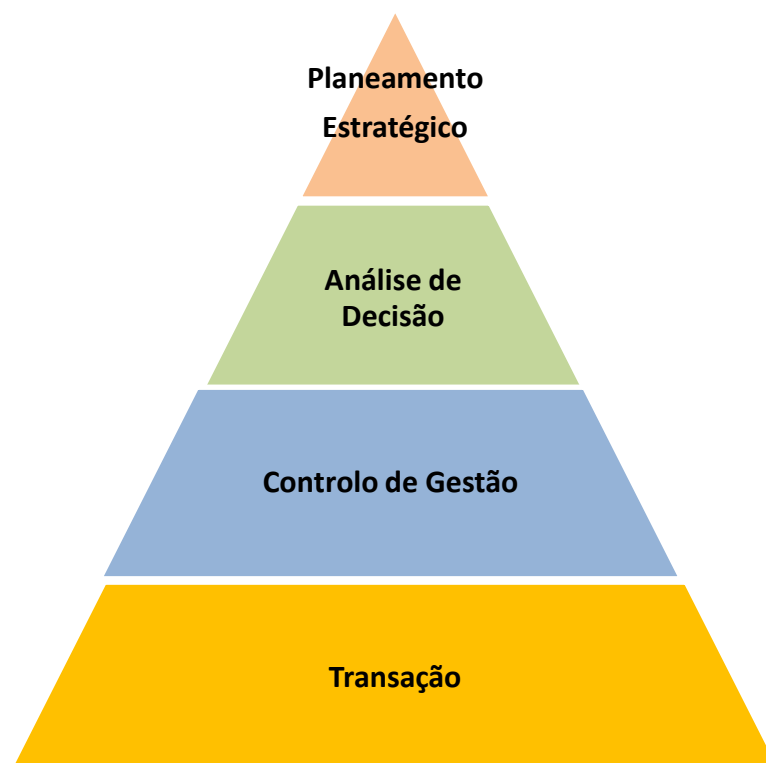 Planeamento
Estratégico
Análise de
Decisão
Controlo de Gestão
Transação